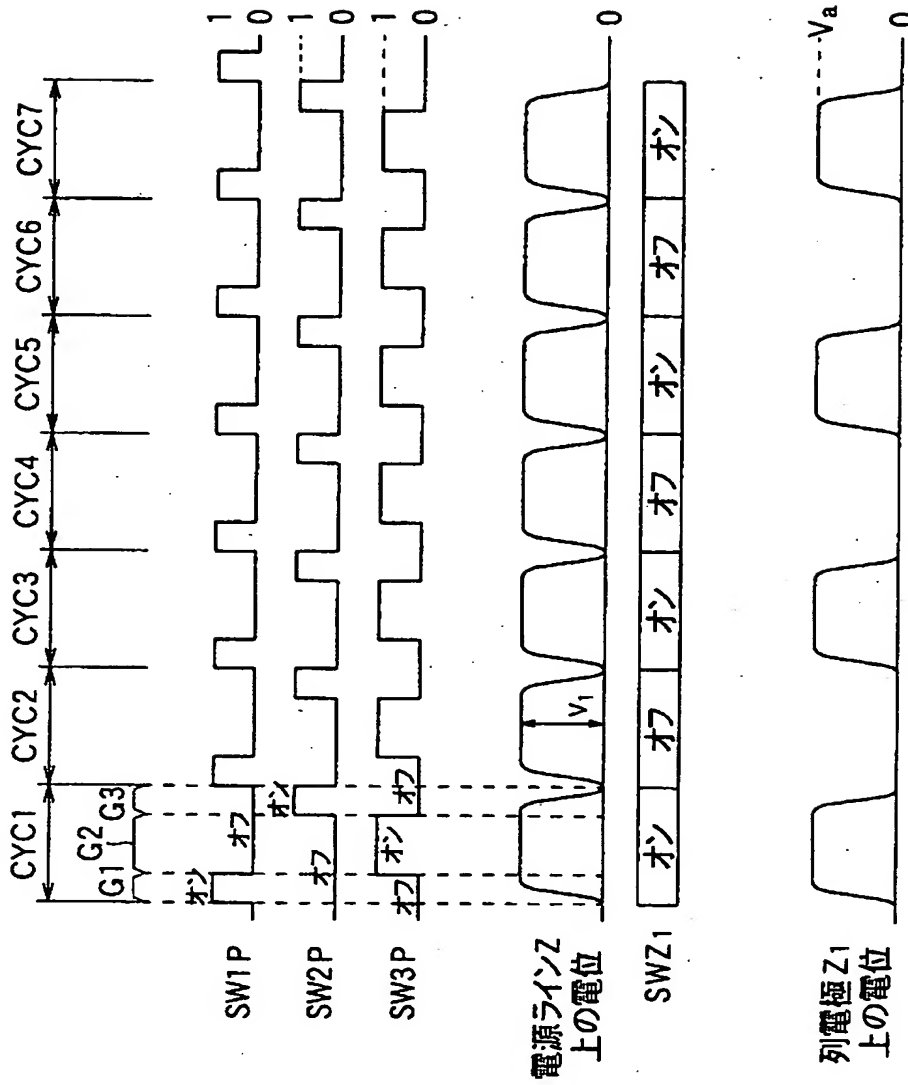 CYC1 CYC2 CYC3 CYC4 CYC5 CYC6 CYC7
G1 G2 G3
SW1P オン オフ 1 0
SW2P オフ オン 1 0
SW3P オフ オン オフ 1 0
電源ラインZ
上の電位
V1
0
SWZ1 オン オフ オン オフ オン オフ オン
列電極Z1
上の電位
Va
0